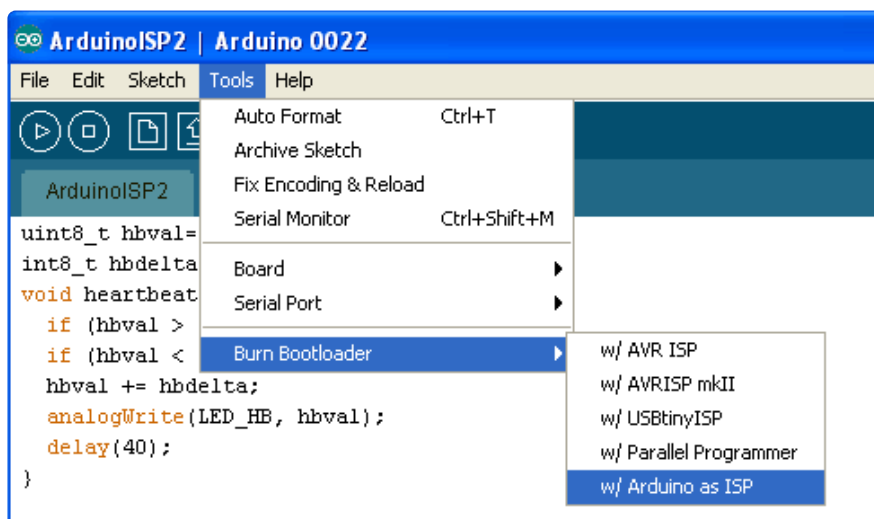 ArduinoISP2 | Arduino 0022
File Edit Sketch Tools Help
Auto Format Ctrl+T
Archive Sketch
Fix Encoding & Reload
Serial Monitor Ctrl+Shift+M
Board
Serial Port
Burn Bootloader
w/ AVR ISP
w/ AVRISP mkII
w/ USBtinyISP
w/ Parallel Programmer
w/ Arduino as ISP
ArduinoISP2
uint8_t hbval=
int8_t hbdelta
void heartbeat
if (hbval >
if (hbval <
hbval += hbdelta;
analogWrite(LED_HB, hbval);
delay(40);
}